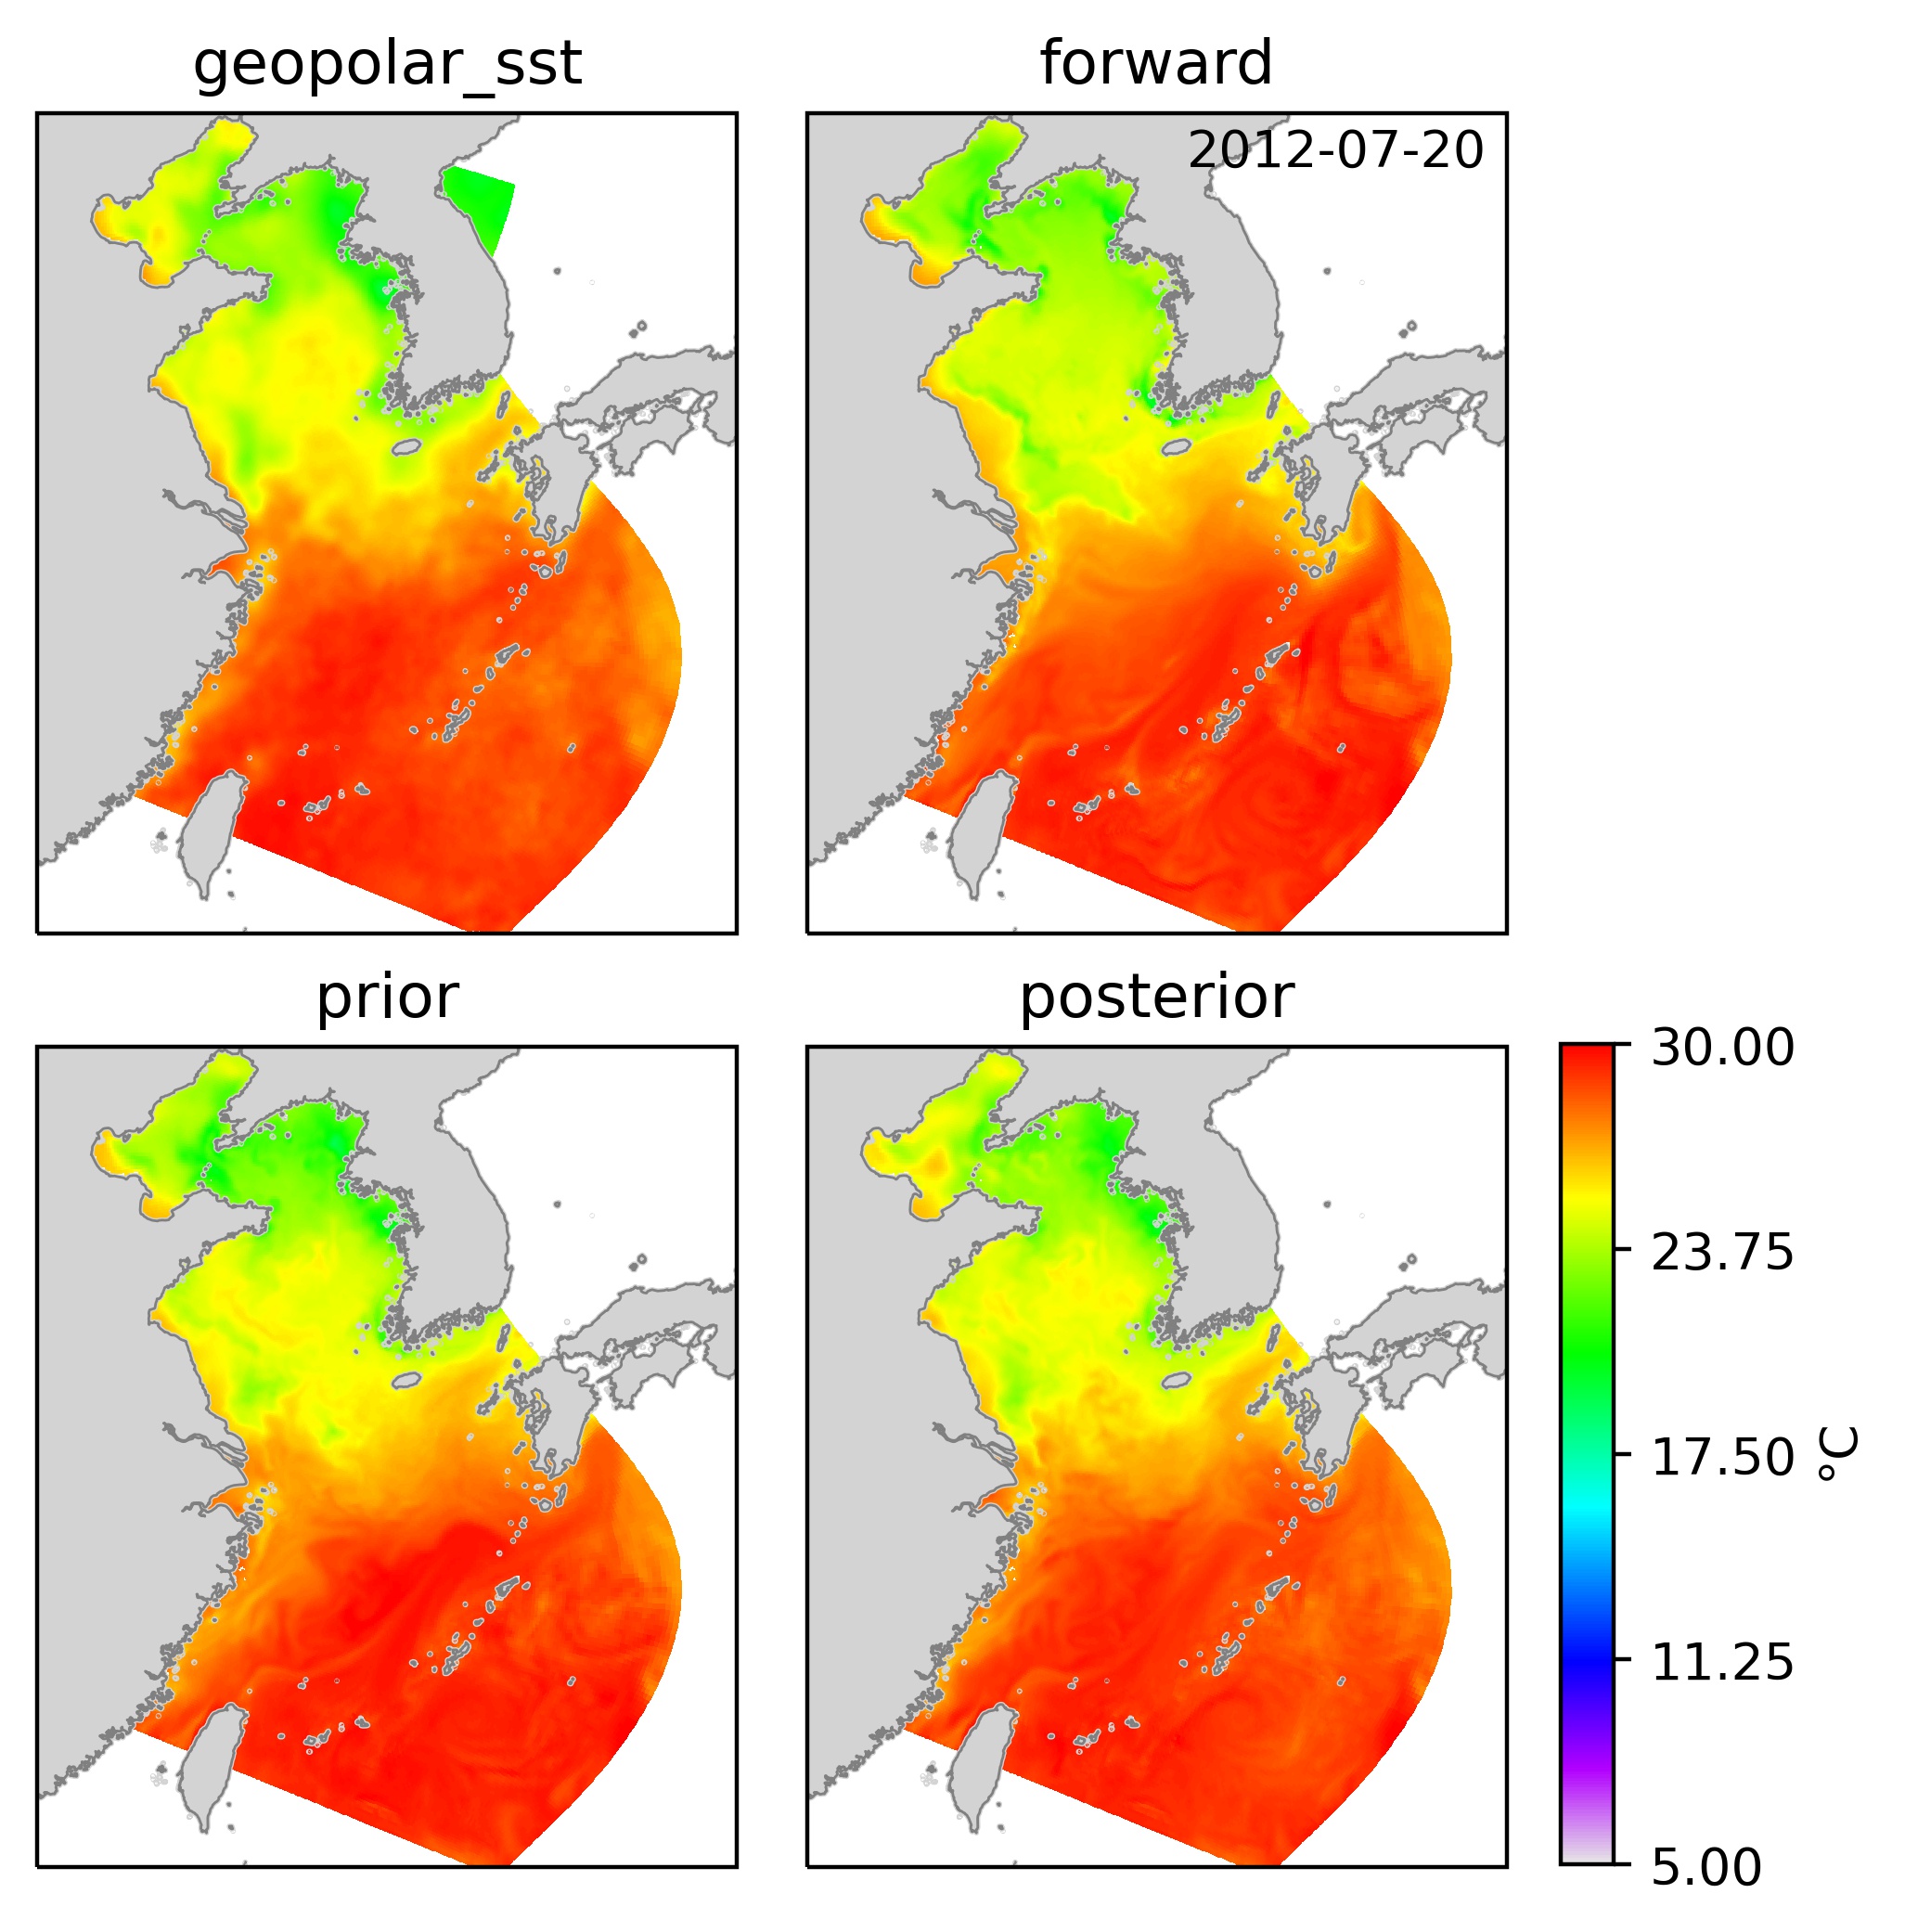 geopolar_sst
forward
2012-07-20
prior
posterior
30.00
23.75
17.50
11.25
5.00
°C